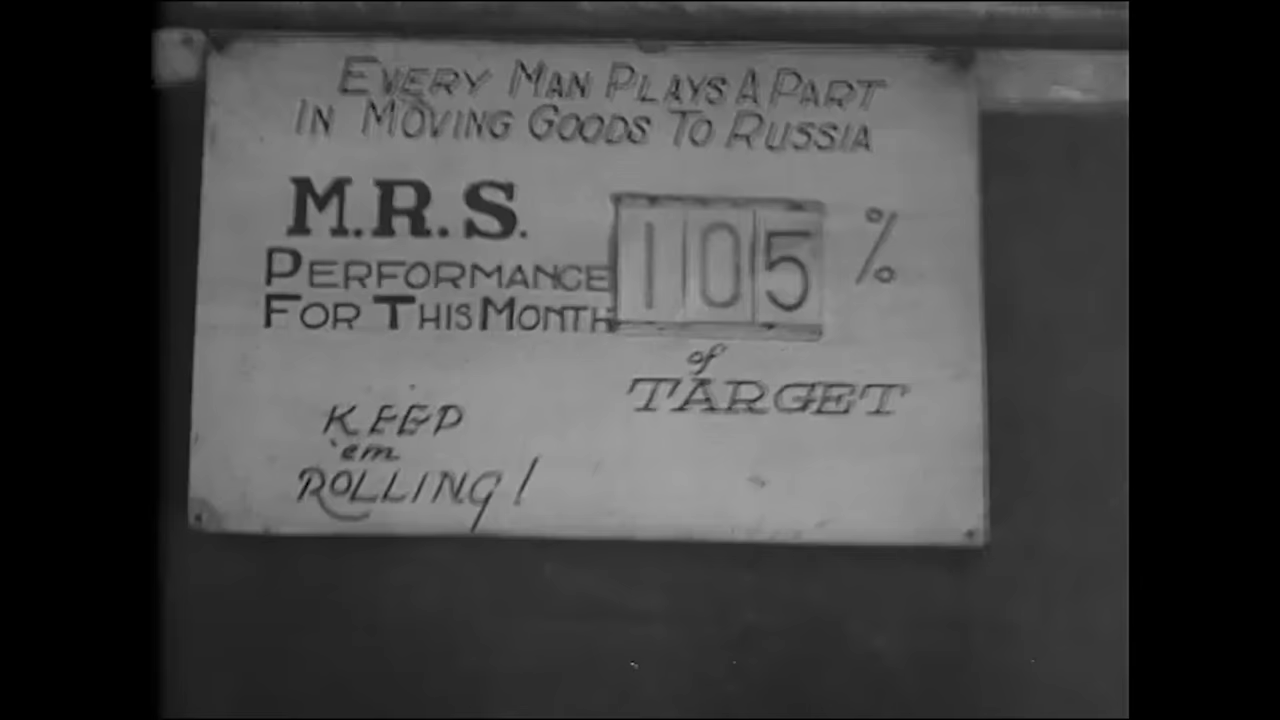 EVERY MAN PLAYS A PART
IN MOVING GOODS TO RUSSIA
M.R.S.
PERFORMANCE
FOR THIS MONTH
105 %
of
TARGET
KEEP
'em
ROLLING!